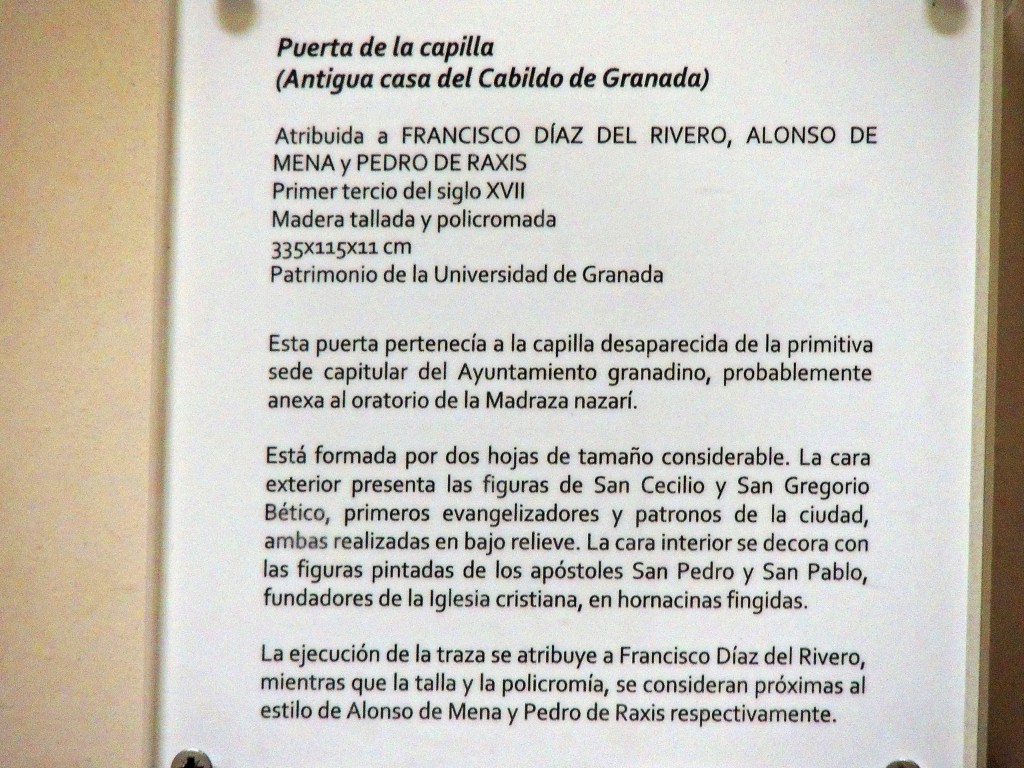 Puerta de la capilla
(Antigua casa del Cabildo de Granada)
Atribuida a FRANCISCO DÍAZ DEL RIVERO, ALONSO DE
MENA y PEDRO DE RAXIS
Primer tercio del siglo XVII
Madera tallada y policromada
335x115x11 cm
Patrimonio de la Universidad de Granada
Esta puerta pertenecía a la capilla desaparecida de la primitiva
sede capitular del Ayuntamiento granadino, probablemente
anexa al oratorio de la Madraza nazarí.
Está formada por dos hojas de tamaño considerable. La cara
exterior presenta las figuras de San Cecilio y San Gregorio
Bético, primeros evangelizadores y patronos de la ciudad,
ambas realizadas en bajo relieve. La cara interior se decora con
las figuras pintadas de los apóstoles San Pedro y San Pablo,
fundadores de la Iglesia cristiana, en hornacinas fingidas.
La ejecución de la traza se atribuye a Francisco Díaz del Rivero,
mientras que la talla y la policromía, se consideran próximas al
estilo de Alonso de Mena y Pedro de Raxis respectivamente.